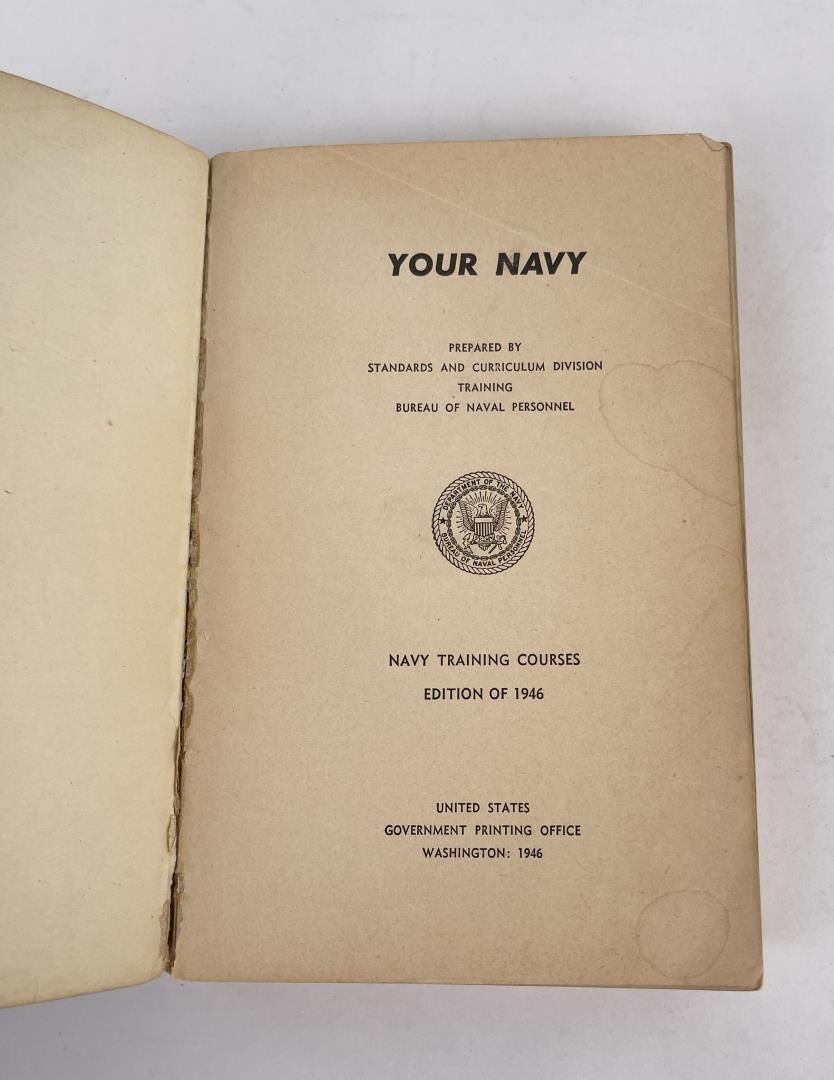 YOUR NAVY
PREPARED BY
STANDARDS AND CURRICULUM DIVISION
TRAINING
BUREAU OF NAVAL PERSONNEL
DEPARTMENT OF THE NAVY
BUREAU OF NAVAL PERSONNEL
NAVY TRAINING COURSES
EDITION OF 1946
UNITED STATES
GOVERNMENT PRINTING OFFICE
WASHINGTON: 1946